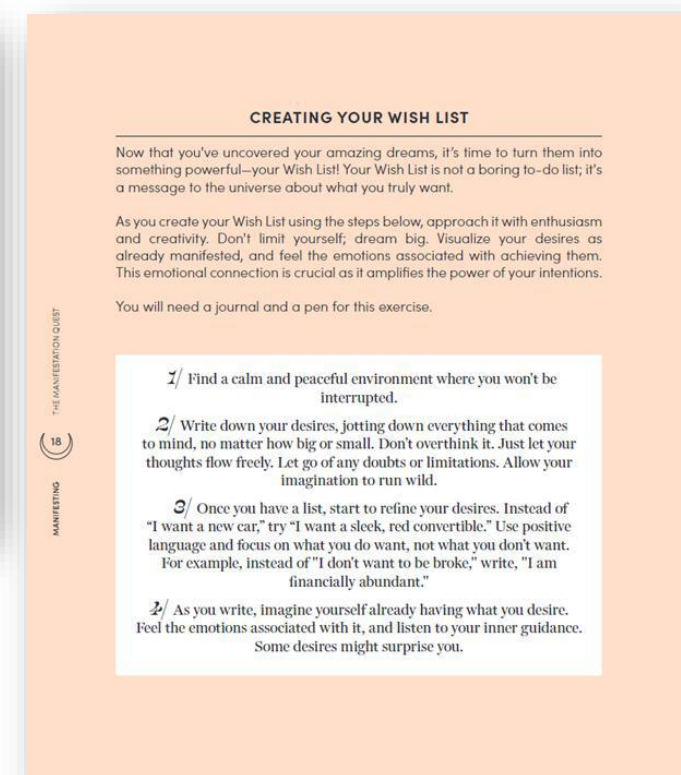 CREATING YOUR WISH LIST
Now that you've uncovered your amazing dreams, it's time to turn them into
something powerful—your Wish List! Your Wish List is not a boring to-do list; it's
a message to the universe about what you truly want.
As you create your Wish List using the steps below, approach it with enthusiasm
and creativity. Don't limit yourself; dream big. Visualize your desires as
already manifested, and feel the emotions associated with achieving them.
This emotional connection is crucial as it amplifies the power of your intentions.
You will need a journal and a pen for this exercise.
1/ Find a calm and peaceful environment where you won't be
interrupted.
2/ Write down your desires, jotting down everything that comes
to mind, no matter how big or small. Don't overthink it. Just let your
thoughts flow freely. Let go of any doubts or limitations. Allow your
imagination to run wild.
3/ Once you have a list, start to refine your desires. Instead of
“I want a new car,” try “I want a sleek, red convertible.” Use positive
language and focus on what you do want, not what you don't want.
For example, instead of "I don't want to be broke," write, "I am
financially abundant."
4/ As you write, imagine yourself already having what you desire.
Feel the emotions associated with it, and listen to your inner guidance.
Some desires might surprise you.
MANIFESTING
18
THE MANIFESTATION QUEST